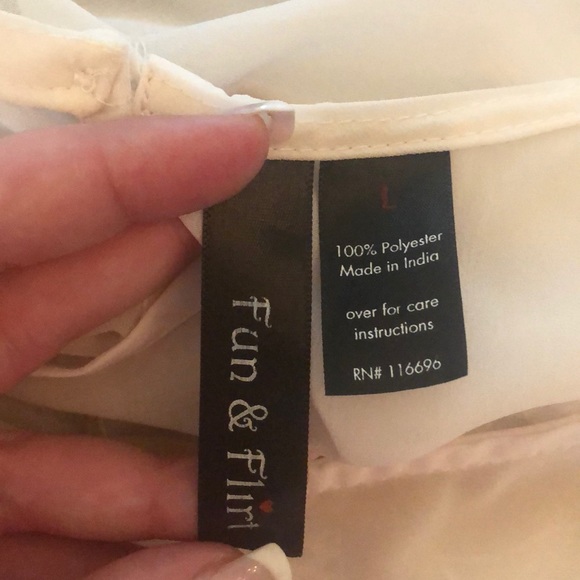 Fun & Flirt
L
100% Polyester
Made in India
over for care
instructions
RN# 116696